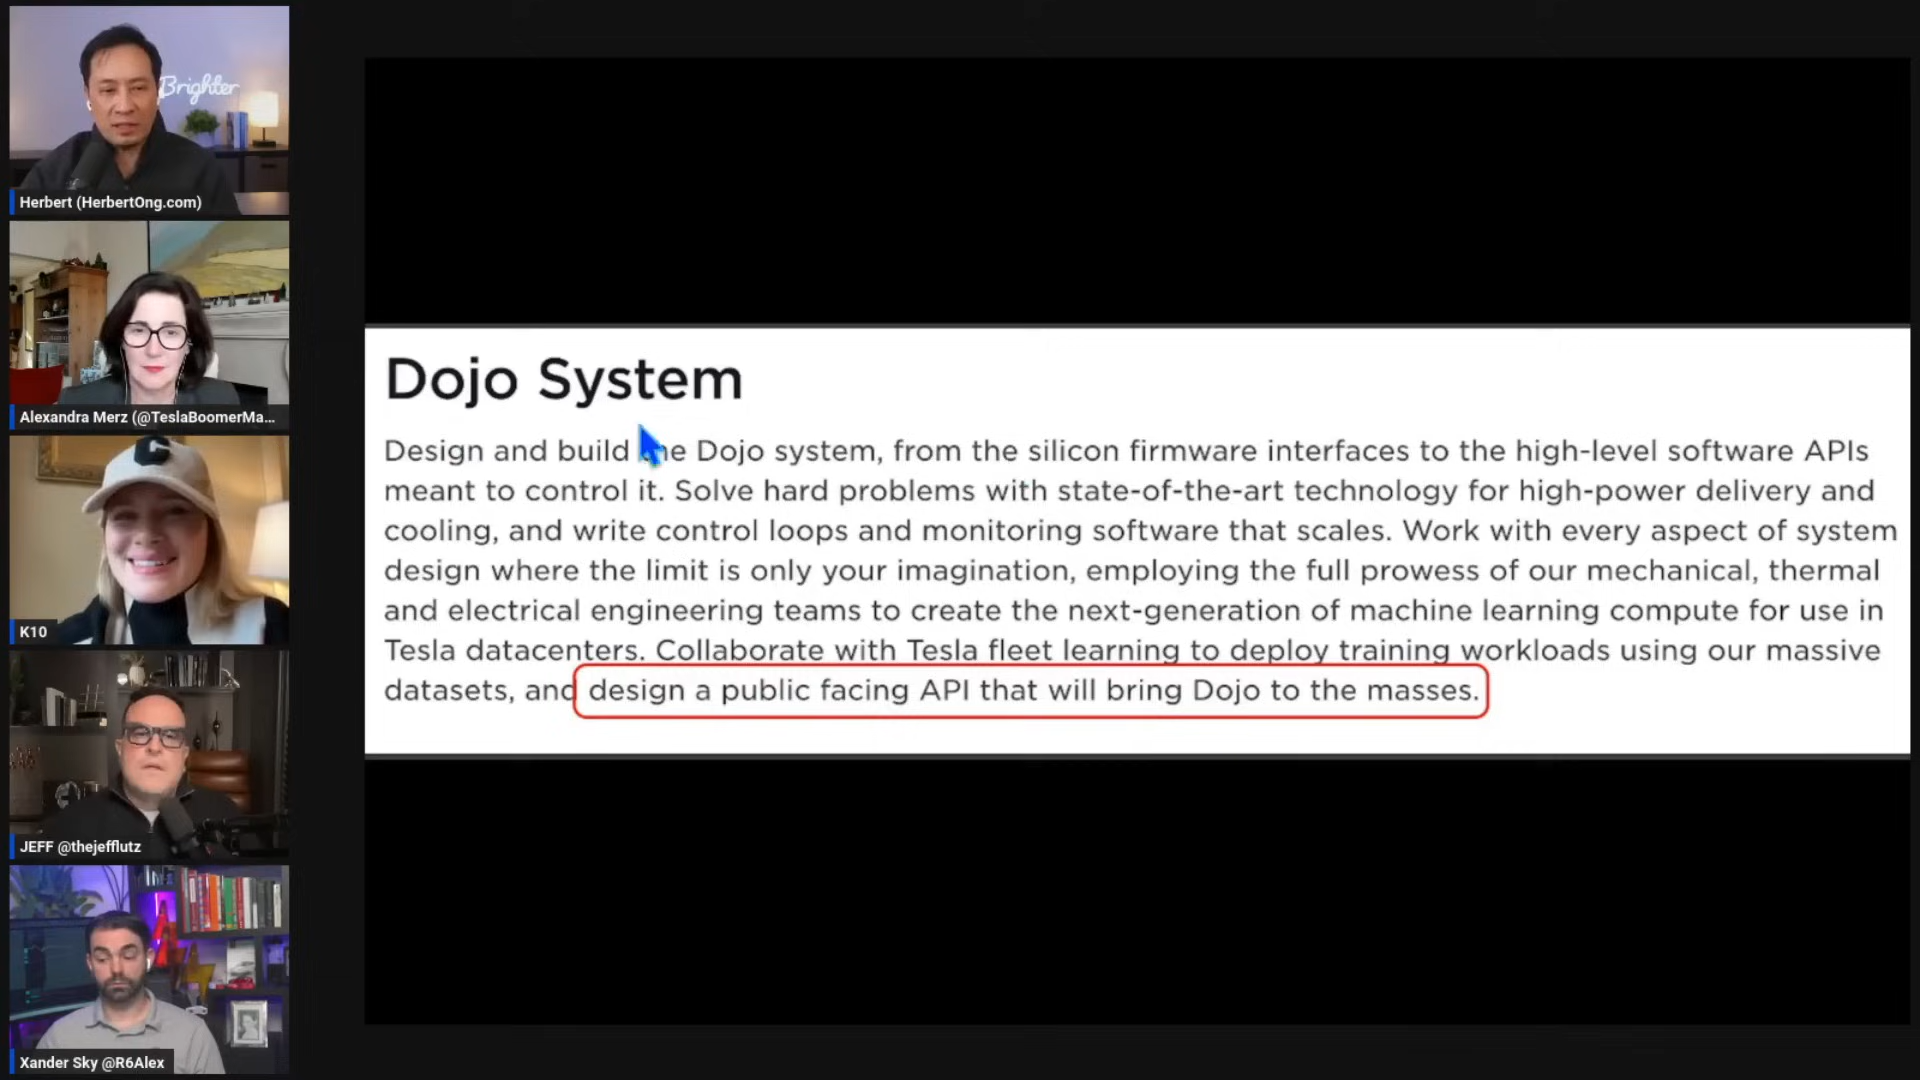 Brighter
Herbert (HerbertOng.com)
Alexandra Merz (@TeslaBoomerMa...
C
K10
JEFF @thejefflutz
Xander Sky @R6Alex
Dojo System
Design and build the Dojo system, from the silicon firmware interfaces to the high-level software APIs
meant to control it. Solve hard problems with state-of-the-art technology for high-power delivery and
cooling, and write control loops and monitoring software that scales. Work with every aspect of system
design where the limit is only your imagination, employing the full prowess of our mechanical, thermal
and electrical engineering teams to create the next-generation of machine learning compute for use in
Tesla datacenters. Collaborate with Tesla fleet learning to deploy training workloads using our massive
datasets, and design a public facing API that will bring Dojo to the masses.